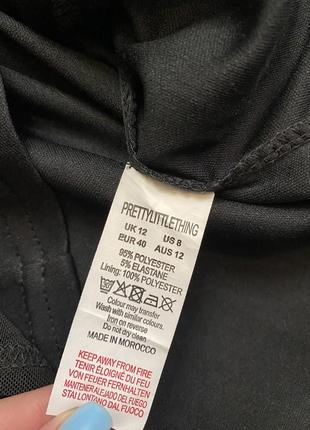 PRETTYLITTLETHING
UK 12 US 8
EUR 40 AUS 12
95% POLYESTER
5% ELASTANE
Lining: 100% POLYESTER
Colour may transfer
Wash with similar colours.
Iron on reverse
Do not dry clean
MADE IN MOROCCO
KEEP AWAY FROM FIRE
TENIR ÉLOIGNÉ DU FEU
VON FEUER FERNHALTEN
MANTENER ALEJADO DEL FUEGO
STAI LONTANO DAL FUOCO